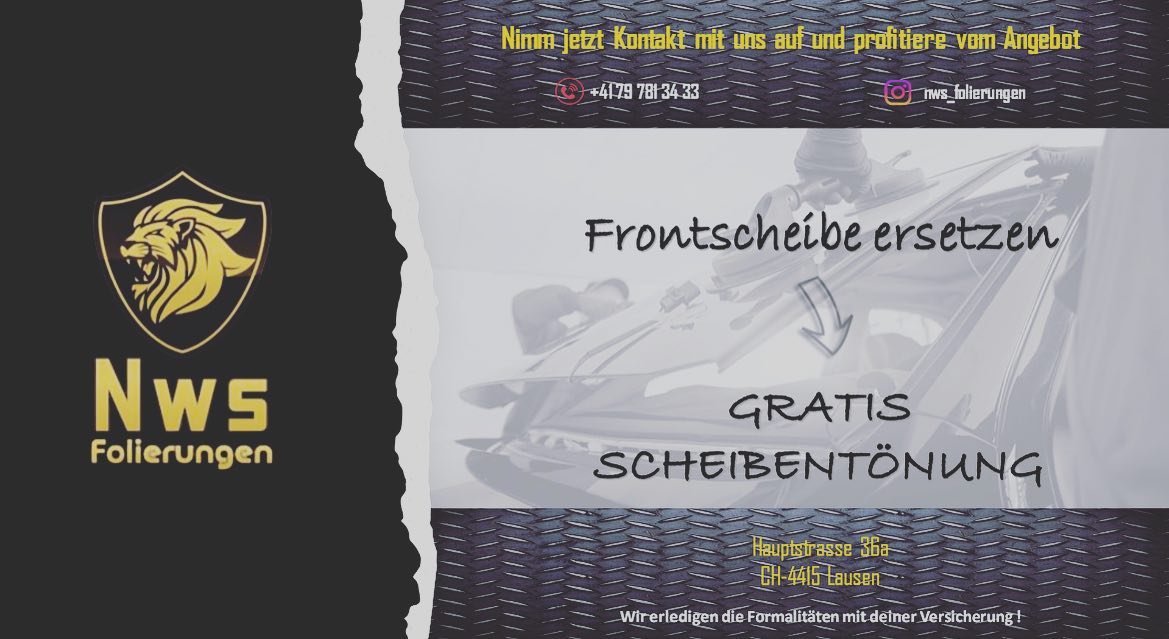 Nimm jetzt Kontakt mit uns auf und profitiere vom Angebot
+41 79 781 34 33
nws_folierungen
Nws
Folierungen
Frontscheibe ersetzen
GRATIS
SCHEIBENTÖNUNG
Hauptstrasse 36a
CH-4415 Lausen
Wir erledigen die Formalitäten mit deiner Versicherung !